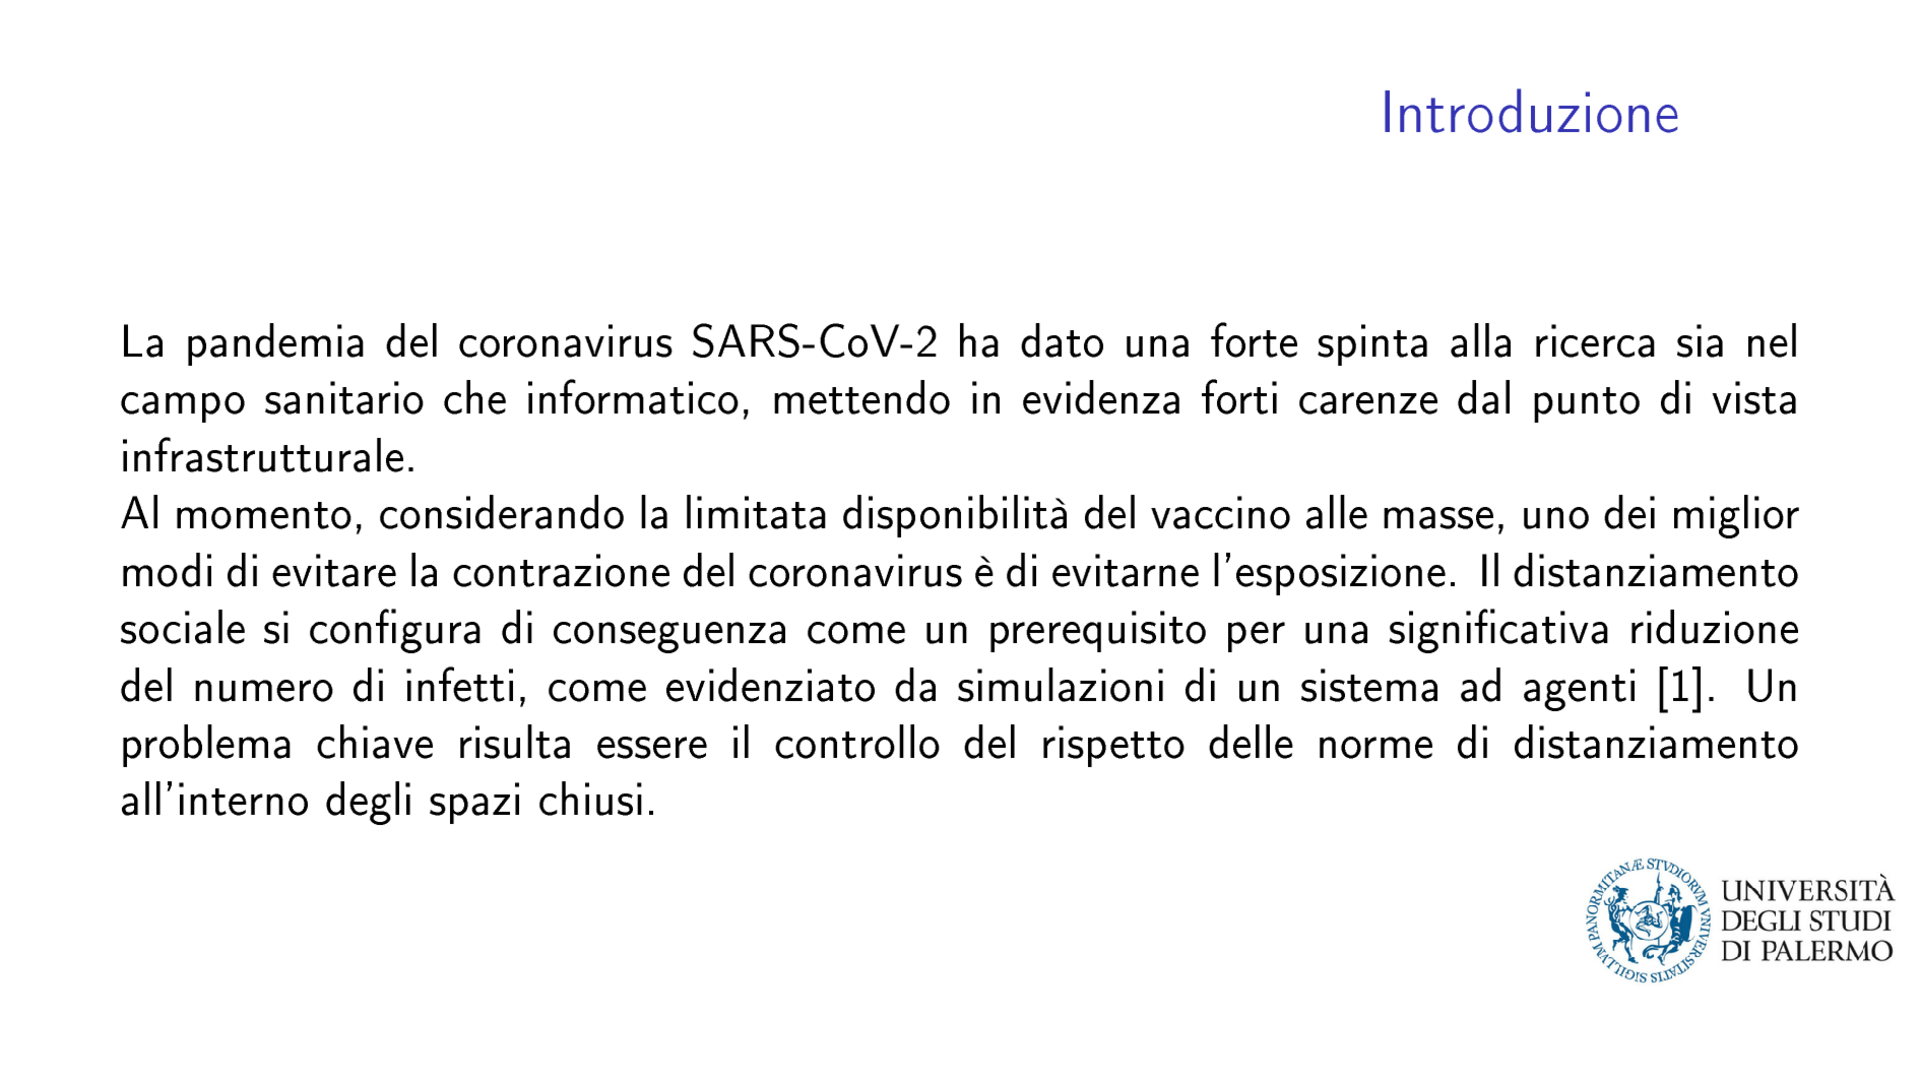 Introduzione
La pandemia del coronavirus SARS-CoV-2 ha dato una forte spinta alla ricerca sia nel
campo sanitario che informatico, mettendo in evidenza forti carenze dal punto di vista
infrastrutturale.
Al momento, considerando la limitata disponibilità del vaccino alle masse, uno dei miglior
modi di evitare la contrazione del coronavirus è di evitarne l'esposizione. Il distanziamento
sociale si configura di conseguenza come un prerequisito per una significativa riduzione
del numero di infetti, come evidenziato da simulazioni di un sistema ad agenti [1]. Un
problema chiave risulta essere il controllo del rispetto delle norme di distanziamento
all'interno degli spazi chiusi.
SIGILLVM PANORMITANÆ STVDIORVM VNIVERSITATIS
UNIVERSITÀ
DEGLI STUDI
DI PALERMO